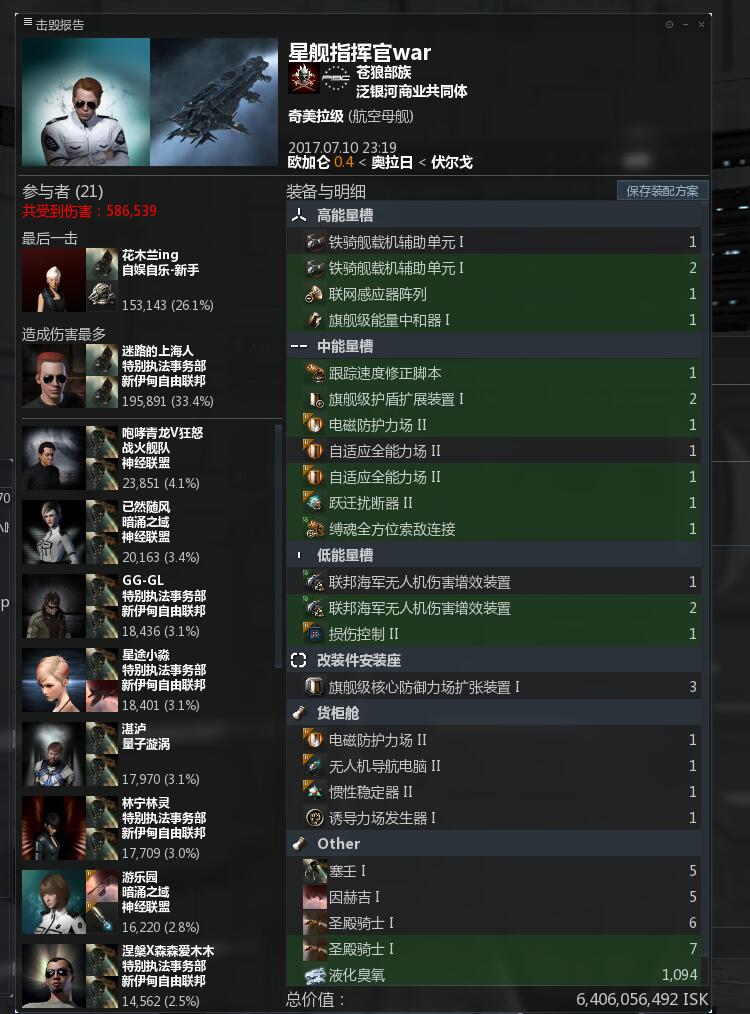 击毁报告
星舰指挥官war
苍狼部族
泛银河商业共同体
奇美拉级 (航空母舰)
2017.07.10 23:19
欧加仑 0.4 < 奥拉日 < 伏尔戈
参与者 (21)
共受到伤害：586,539
最后一击
花木兰ing
自娱自乐-新手
153,143 (26.1%)
造成伤害最多
迷路的上海人
特别执法事务部
新伊甸自由联邦
195,891 (33.4%)
咆哮青龙V狂怒
战火舰队
神经联盟
23,851 (4.1%)
已然随风
暗涌之域
神经联盟
20,163 (3.4%)
GG-GL
特别执法事务部
新伊甸自由联邦
18,436 (3.1%)
星途小淼
特别执法事务部
新伊甸自由联邦
18,401 (3.1%)
湛泸
量子漩涡
17,970 (3.1%)
林宁林灵
特别执法事务部
新伊甸自由联邦
17,709 (3.0%)
游乐园
暗涌之域
神经联盟
16,220 (2.8%)
涅槃X森森爱木木
特别执法事务部
新伊甸自由联邦
14,562 (2.5%)
装备与明细
保存装配方案
高能量槽
铁骑舰载机辅助单元 I 1
铁骑舰载机辅助单元 I 2
联网感应器阵列 1
旗舰级能量中和器 I 1
中能量槽
跟踪速度修正脚本 1
旗舰级护盾扩展装置 I 2
电磁防护力场 II 1
自适应全能力场 II 1
自适应全能力场 II 1
跃迁扰断器 II 1
缚魂全方位索敌连接 1
低能量槽
联邦海军无人机伤害增效装置 1
联邦海军无人机伤害增效装置 2
损伤控制 II 1
改装件安装座
旗舰级核心防御力场扩张装置 I 3
货柜舱
电磁防护力场 II 1
无人机导航电脑 II 1
惯性稳定器 II 1
诱导力场发生器 I 1
Other
塞壬 I 5
因赫吉 I 5
圣殿骑士 I 6
圣殿骑士 I 7
液化臭氧 1,094
总价值： 6,406,056,492 ISK